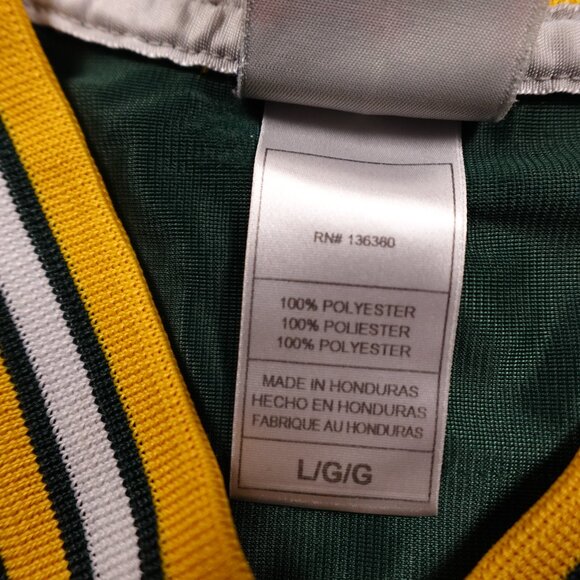 RN# 136380
100% POLYESTER
100% POLIESTER
100% POLYESTER
MADE IN HONDURAS
HECHO EN HONDURAS
FABRIQUE AU HONDURAS
L/G/G